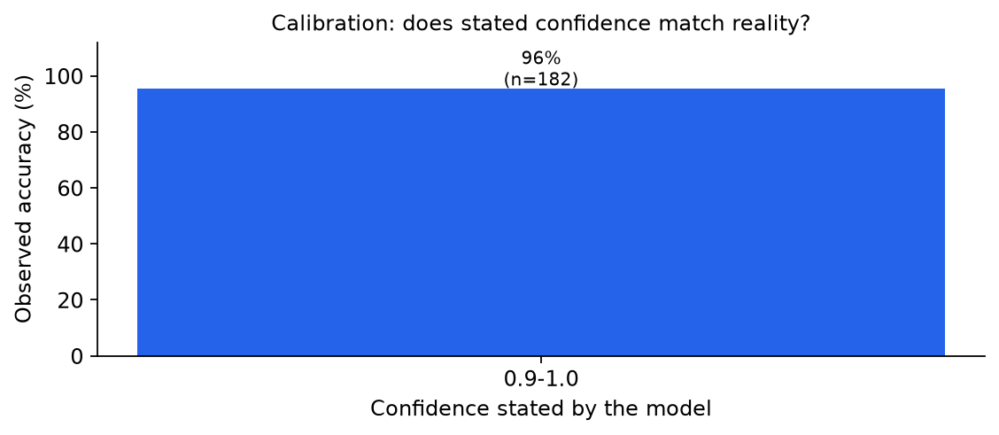 Calibration: does stated confidence match reality?
96%
(n=182)
100
80
60
40
20
0
Observed accuracy (%)
0.9-1.0
Confidence stated by the model